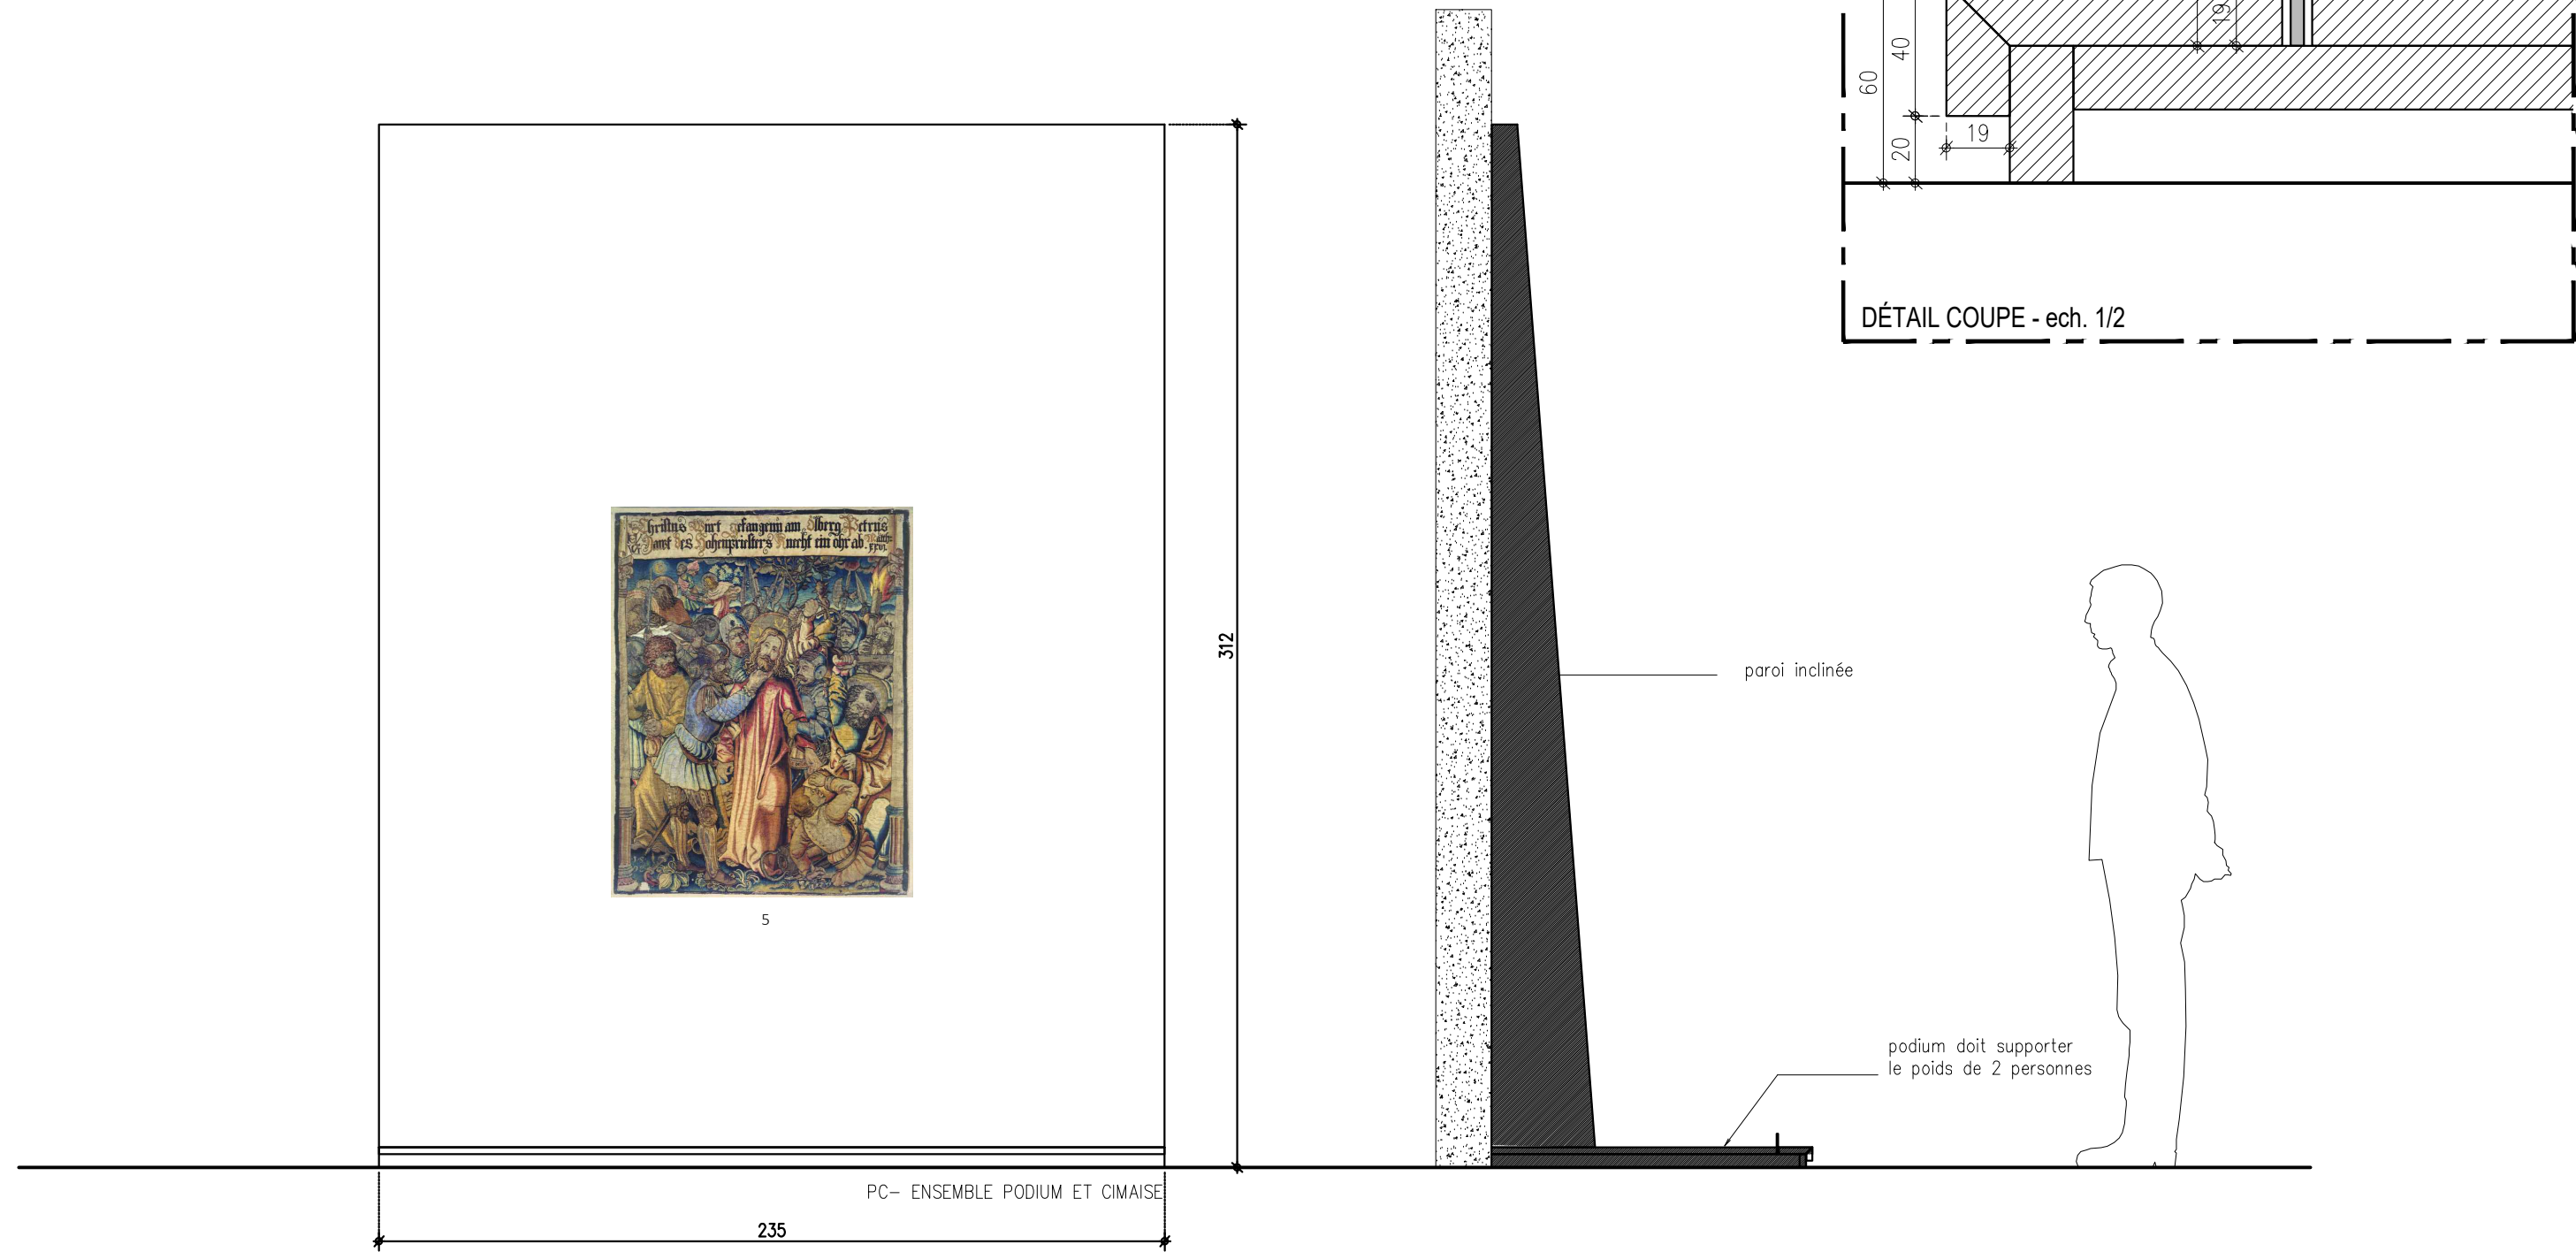 19
40
60
19
20
DÉTAIL COUPE - ech. 1/2
312
paroi inclinée
5
podium doit supporter
le poids de 2 personnes
PC- ENSEMBLE PODIUM ET CIMAISE
235